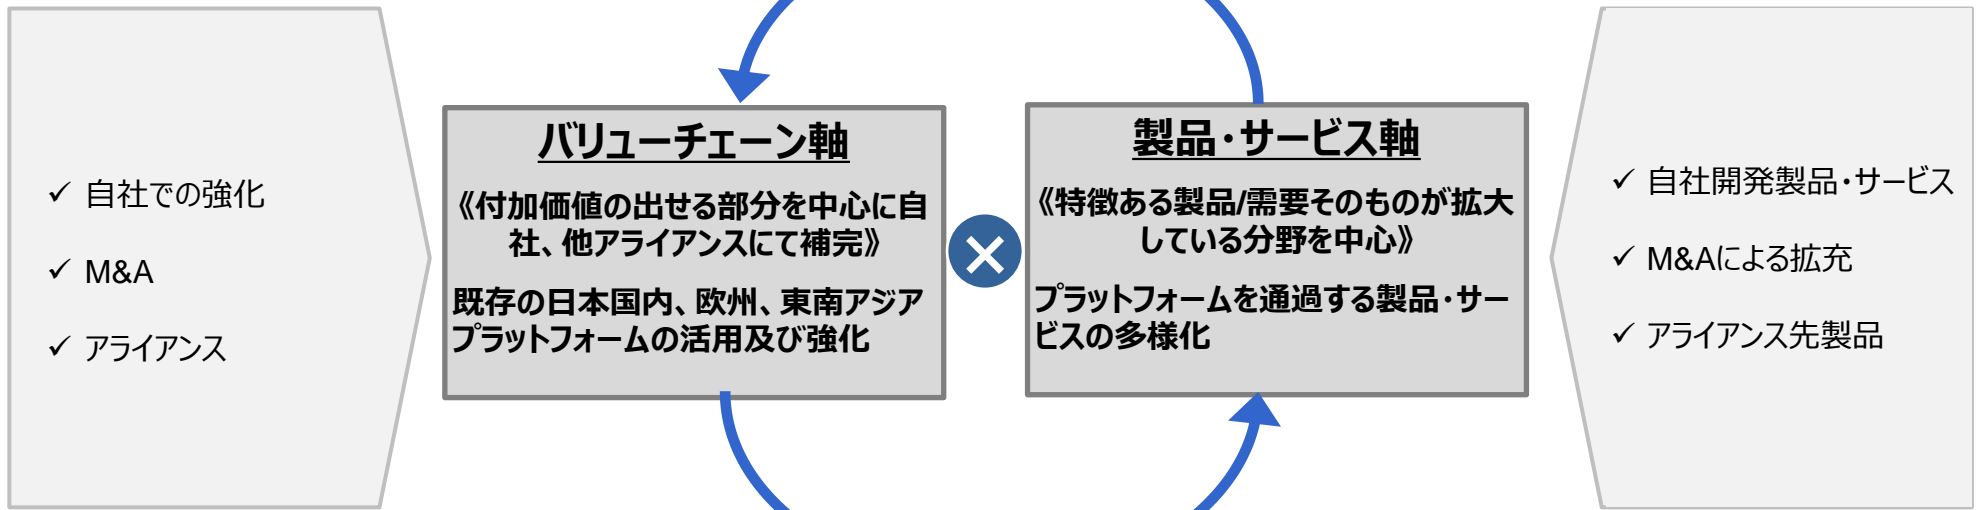 ✓ 自社での強化
✓ M&A
✓ アライアンス
バリューチェーン軸
《付加価値の出せる部分を中心に自
社、他アライアンスにて補完》
既存の日本国内、欧州、東南アジア
プラットフォームの活用及び強化
×
製品・サービス軸
《特徴ある製品/需要そのものが拡大
している分野を中心》
プラットフォームを通過する製品・サー
ビスの多様化
✓ 自社開発製品・サービス
✓ M&Aによる拡充
✓ アライアンス先製品